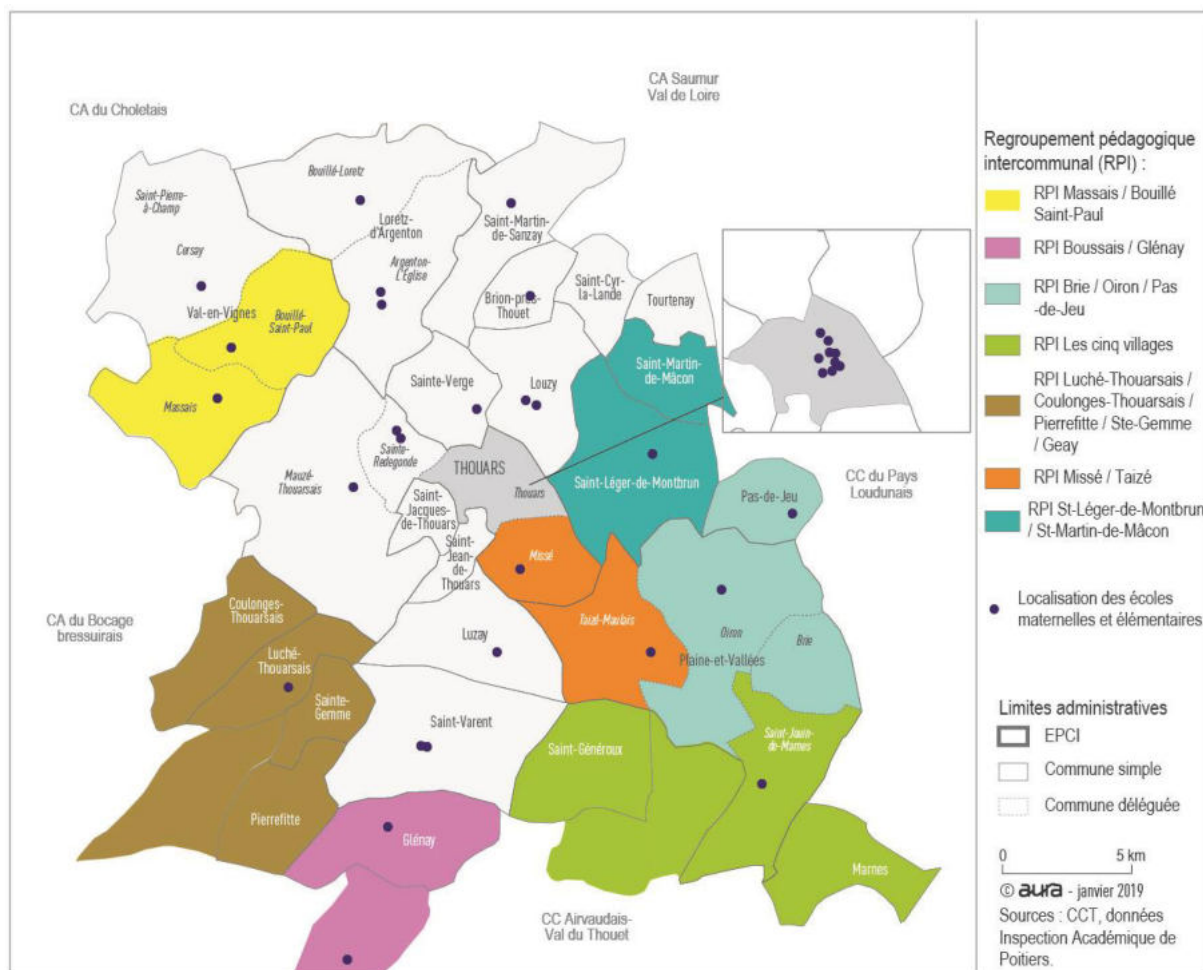 CA Saumur
Val de Loire
CA du Choletais
Bouillé-Loretz
Saint-Pierre-
à-Champ
Loretz-
d'Argenton
Saint-Martin-
de-Sanzay
Cersay
Argenton-
L'Église
Saint-Cyr-
la-Lande
Brion-près-
Thouet
Tourtenay
Val-en-Vignes
Bouillé-
Saint-Paul
Saint-Martin-
de-Mâcon
Sainte-Verge
Louzy
Massais
Sainte-
Redegonde
THOUARS
Mauzé-
Thouarsais
Thouars
Saint-Léger-de-Montbrun
CC du Pays
Loudunais
Pas-de-Jeu
Saint-
Jacques-
de-Thouars
Saint-
Jean-
de-
Thouars
Missé
CA du Bocage
bressuirais
Coulonges-
Thouarsais
Taizé-Maulais
Oiron
Brie
Luzay
Plaine-et-Vallées
Luché-
Thouarsais
Sainte-
Gemme
Saint-Varent
Saint-Généroux
Saint-Jouin-
de-Marnes
Pierrefitte
Glénay
Marnes
CC Airvaudais-
Val du Thouet
Regroupement pédagogique
intercommunal (RPI) :
RPI Massais / Bouillé
Saint-Paul
RPI Boussais / Glénay
RPI Brie / Oiron / Pas
-de-Jeu
RPI Les cinq villages
RPI Luché-Thouarsais /
Coulonges-Thouarsais /
Pierrefitte / Ste-Gemme
/ Geay
RPI Missé / Taizé
RPI St-Léger-de-Montbrun
/ St-Martin-de-Mâcon
Localisation des écoles
maternelles et élémentaires
Limites administratives
EPCI
Commune simple
Commune déléguée
0 5 km
© aura - janvier 2019
Sources : CCT, données
Inspection Académique de
Poitiers.